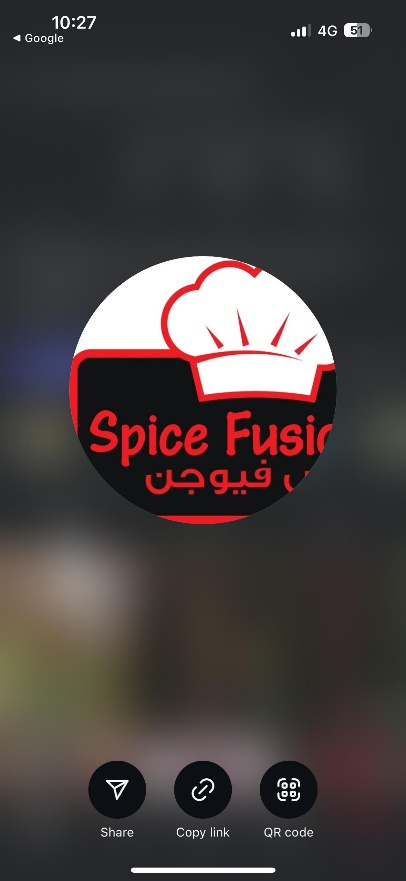 10:27
4G
51
◀ Google
Spice Fusio
فيوجن
Share
Copy link
QR code